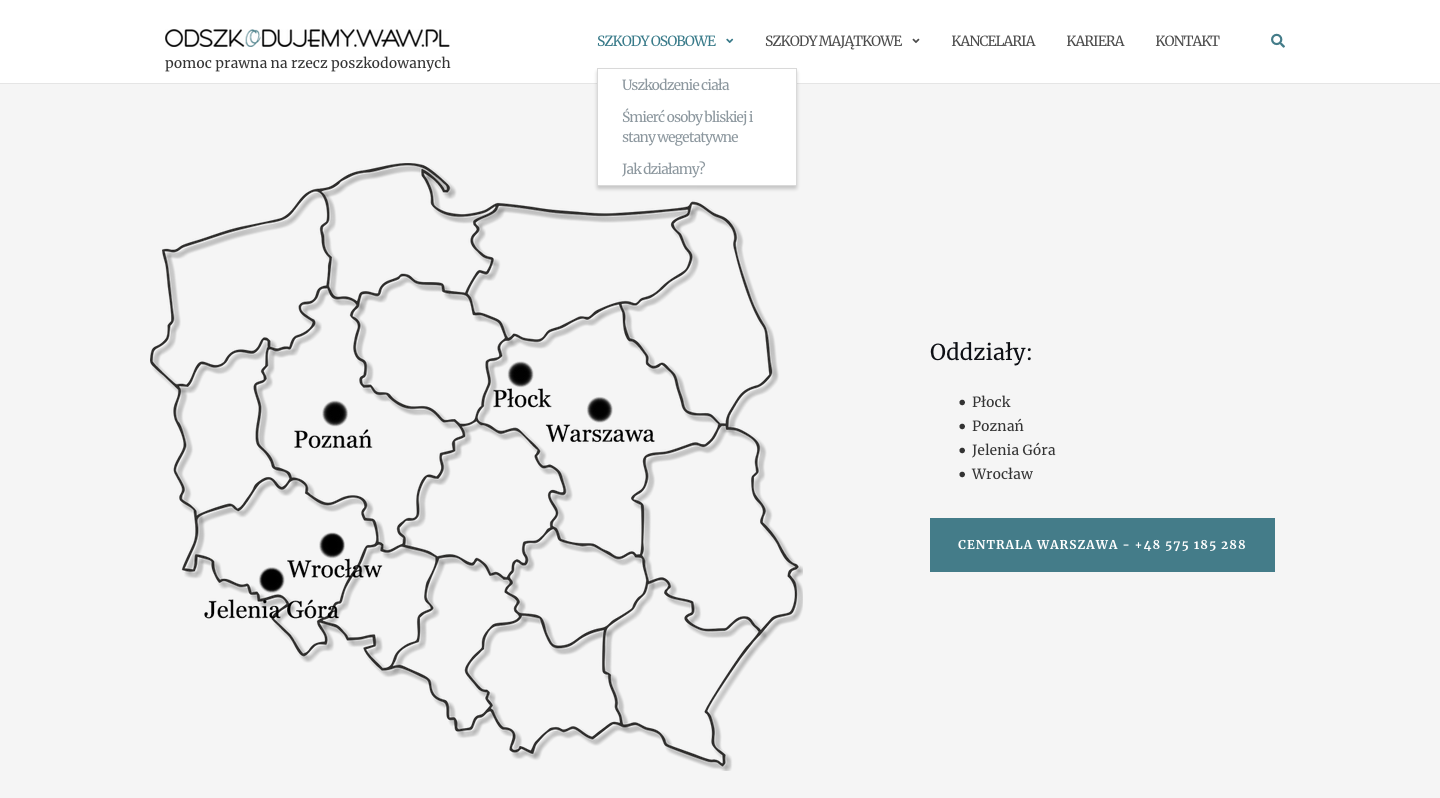 ODSZKODUJEMY.WAW.PL
pomoc prawna na rzecz poszkodowanych
SZKODY OSOBOWE
SZKODY MAJĄTKOWE
KANCELARIA
KARIERA
KONTAKT
Uszkodzenie ciała
Śmierć osoby bliskiej i
stany wegetatywne
Jak działamy?
Płock
Warszawa
Poznań
Wrocław
Jelenia Góra
Oddziały:
Płock
Poznań
Jelenia Góra
Wrocław
CENTRALA WARSZAWA - +48 575 185 288